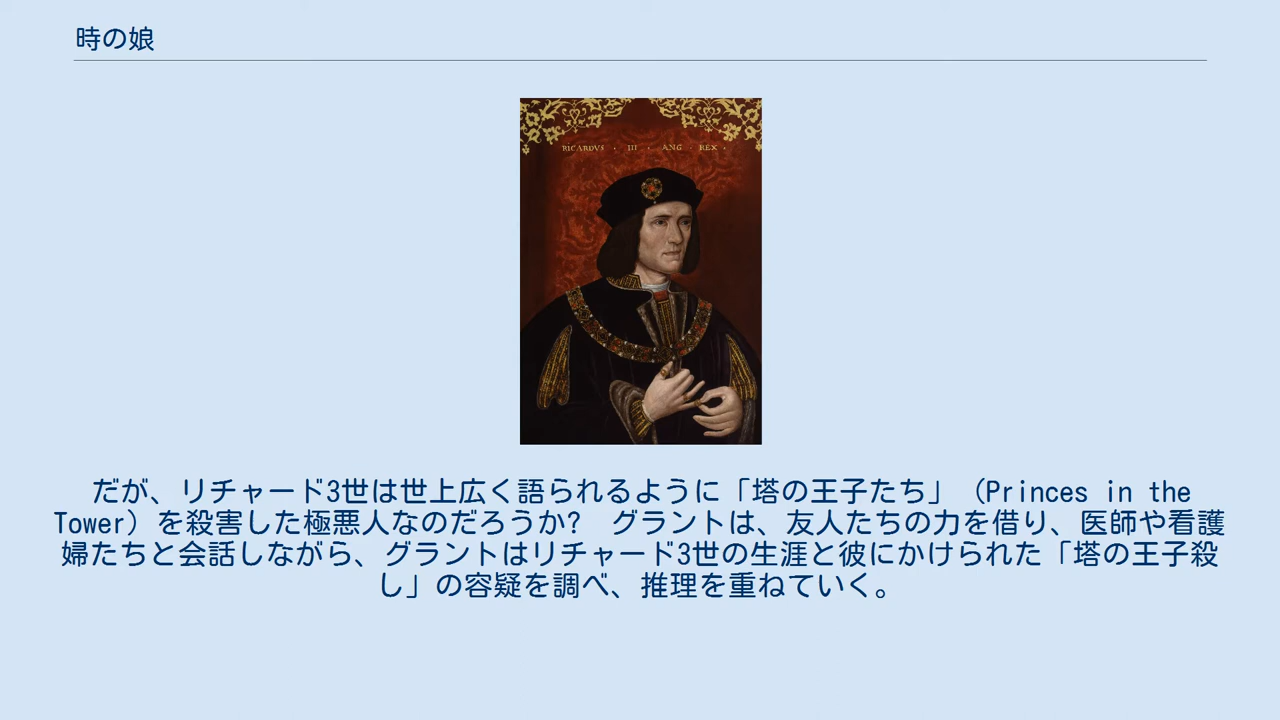 時の娘
RICARDVS · III · ANG · REX ·
だが、リチャード3世は世上広く語られるように「塔の王子たち」（Princes in the
Tower）を殺害した極悪人なのだろうか?　グラントは、友人たちの力を借り、医師や看護
婦たちと会話しながら、グラントはリチャード3世の生涯と彼にかけられた「塔の王子殺
し」の容疑を調べ、推理を重ねていく。